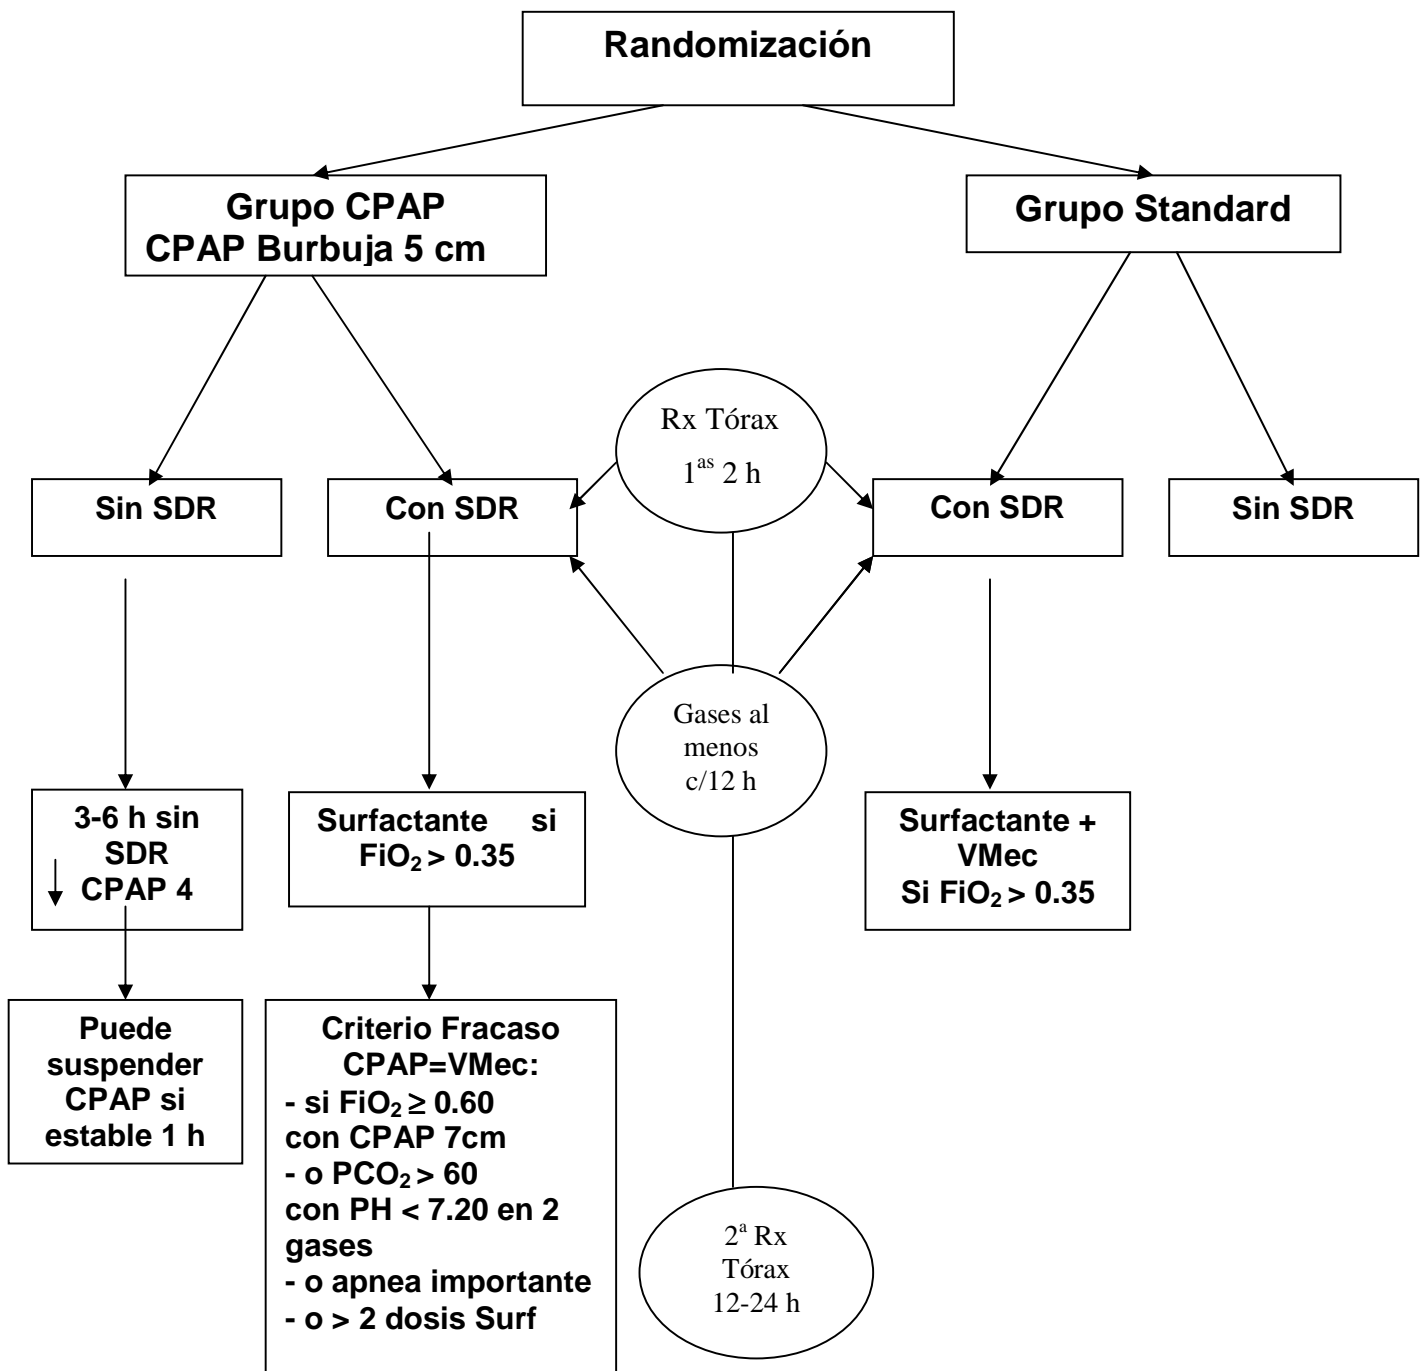 Randomización
Grupo CPAP
CPAP Burbuja 5 cm
Grupo Standard
Rx Tórax
1as 2 h
Sin SDR
Con SDR
Con SDR
Sin SDR
Gases al
menos
c/12 h
3-6 h sin
SDR
↓ CPAP 4
Surfactante si
FiO₂ > 0.35
Surfactante +
VMec
Si FiO₂ > 0.35
Puede
suspender
CPAP si
estable 1 h
Criterio Fracaso
CPAP=VMec:
- si FiO₂ ≥ 0.60
con CPAP 7cm
- o PCO₂ > 60
con PH < 7.20 en 2
gases
- o apnea importante
- o > 2 dosis Surf
2a Rx
Tórax
12-24 h